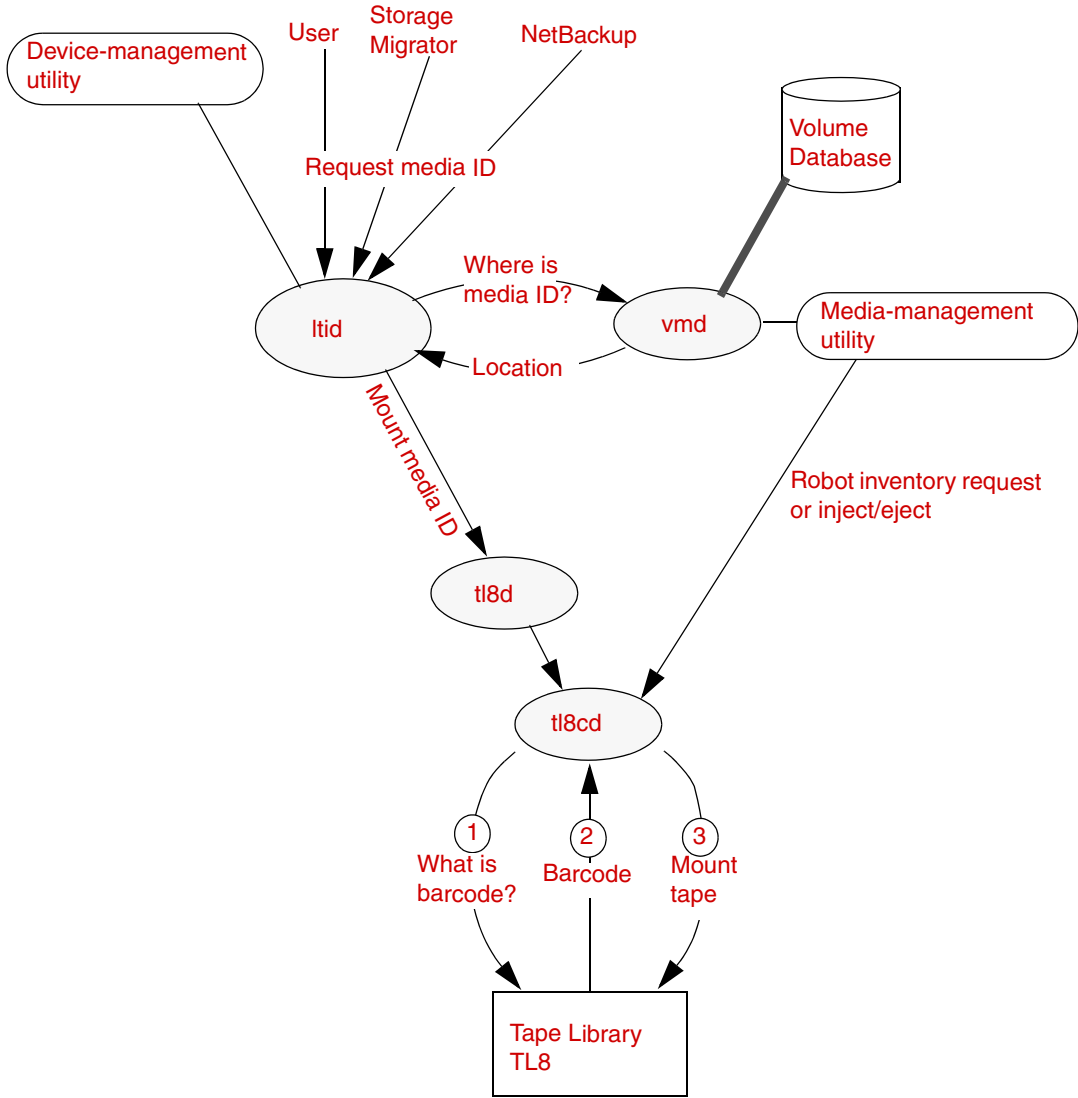 User
Storage
Migrator
NetBackup
Device-management
utility
Volume
Database
Request media ID
Where is
media ID?
ltid
vmd
Media-management
utility
Location
Mount media ID
Robot inventory request
or inject/eject
tl8d
tl8cd
1
What is
barcode?
2
Barcode
3
Mount
tape
Tape Library
TL8